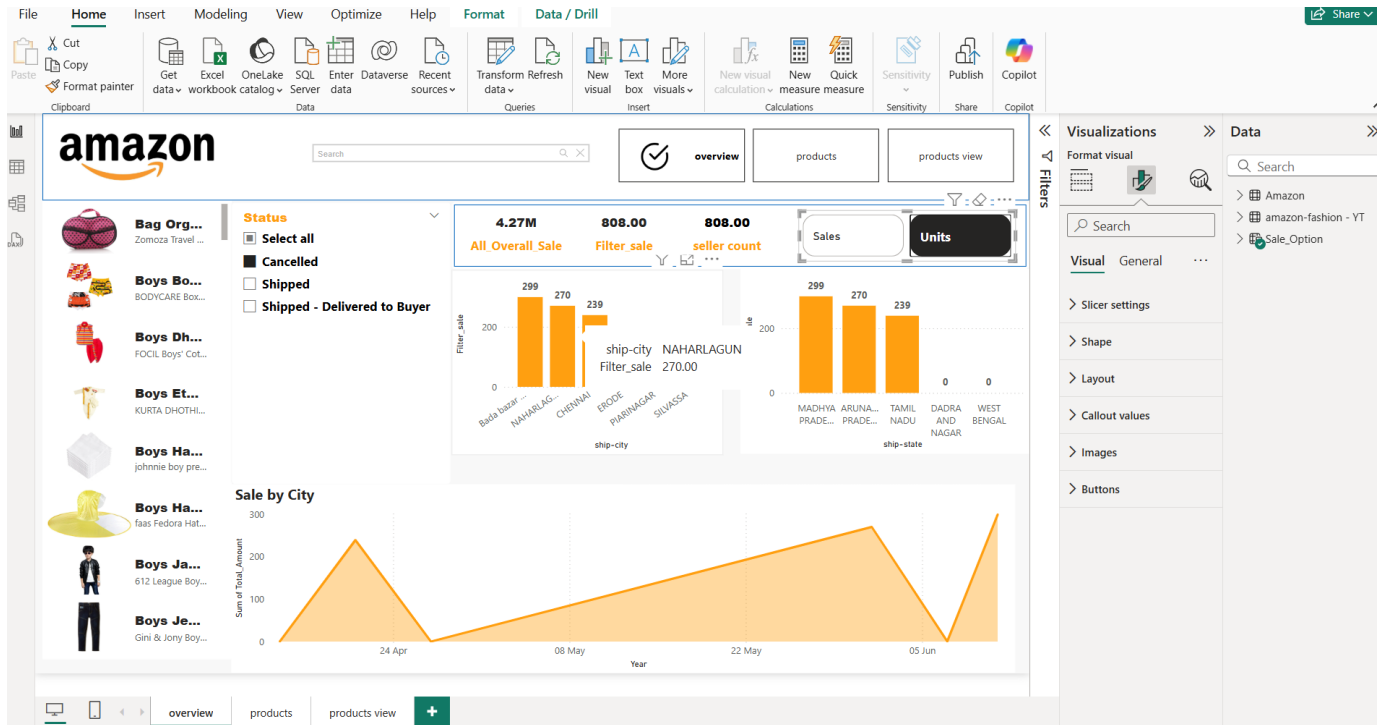 File Home Insert Modeling View Optimize Help Format Data / Drill Share
Paste
Cut
Copy
Format painter
Get data
Excel workbook
OneLake catalog
SQL Server
Enter data
Dataverse
Recent sources
Transform data
Refresh
New visual
Text box
More visuals
New visual calculation
New measure
Quick measure
Sensitivity
Publish
Copilot
Clipboard Data Queries Insert Calculations Sensitivity Share Copilot
amazon
Search
overview
products
products view
Bag Org...
Zomoza Travel ...
Boys Bo...
BODYCARE Box...
Boys Dh...
FOCIL Boys' Cot...
Boys Et...
KURTA DHOTHI...
Boys Ha...
johnnie boy pre...
Boys Ha...
faas Fedora Hat...
Boys Ja...
612 League Boy...
Boys Je...
Gini & Jony Boy...
Status
Select all
Cancelled
Shipped
Shipped - Delivered to Buyer
4.27M 808.00 808.00
All Overall Sale Filter_sale seller count
Sales
Units
299
270
239
Filter_sale
200
0
Bada bazar ...
NAHARLAG...
CHENNAI
ERODE
PIARINAGAR
SILVASSA
ship-city
ship-city NAHARLAGUN
Filter_sale 270.00
299
270
239
0
0
200
0
MADHYA PRADE...
ARUNA... PRADE...
TAMIL NADU
DADRA AND NAGAR
WEST BENGAL
ship-state
Sale by City
Sum of Total_Amount
300
200
100
0
24 Apr 08 May 22 May 05 Jun
Year
Filters
Visualizations
Format visual
Search
Visual General
Slicer settings
Shape
Layout
Callout values
Images
Buttons
Data
Search
Amazon
amazon-fashion - YT
Sale_Option
overview products products view